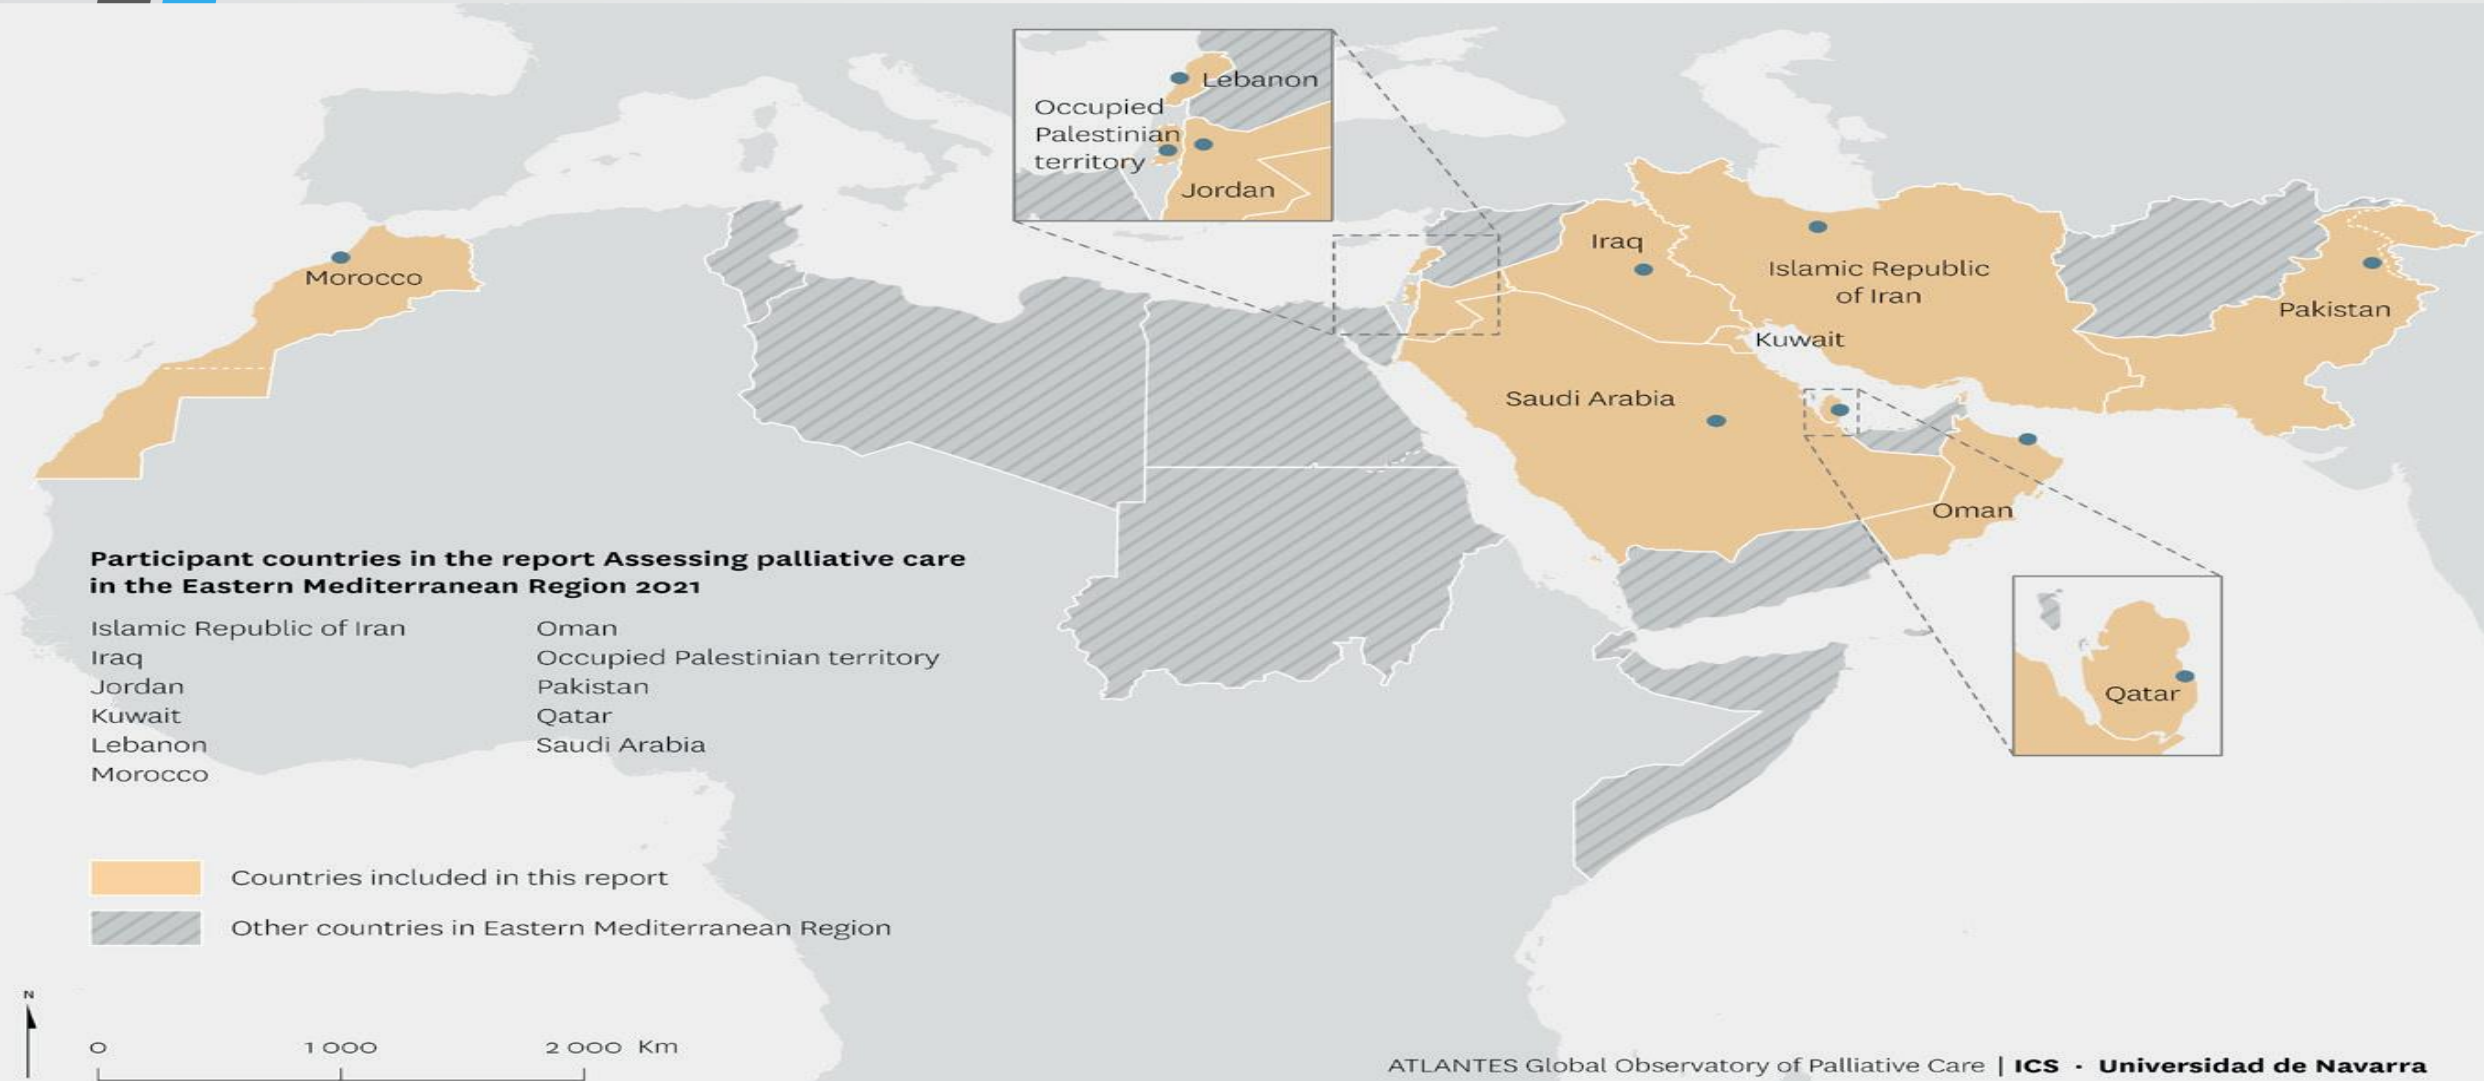 Lebanon
Occupied
Palestinian
territory
Jordan
Morocco
Iraq
Islamic Republic
of Iran
Pakistan
Kuwait
Saudi Arabia
Oman
Qatar
Participant countries in the report Assessing palliative care
in the Eastern Mediterranean Region 2021
Islamic Republic of Iran
Iraq
Jordan
Kuwait
Lebanon
Morocco
Oman
Occupied Palestinian territory
Pakistan
Qatar
Saudi Arabia
Countries included in this report
Other countries in Eastern Mediterranean Region
N
0 1 000 2 000 Km
ATLANTES Global Observatory of Palliative Care | ICS · Universidad de Navarra